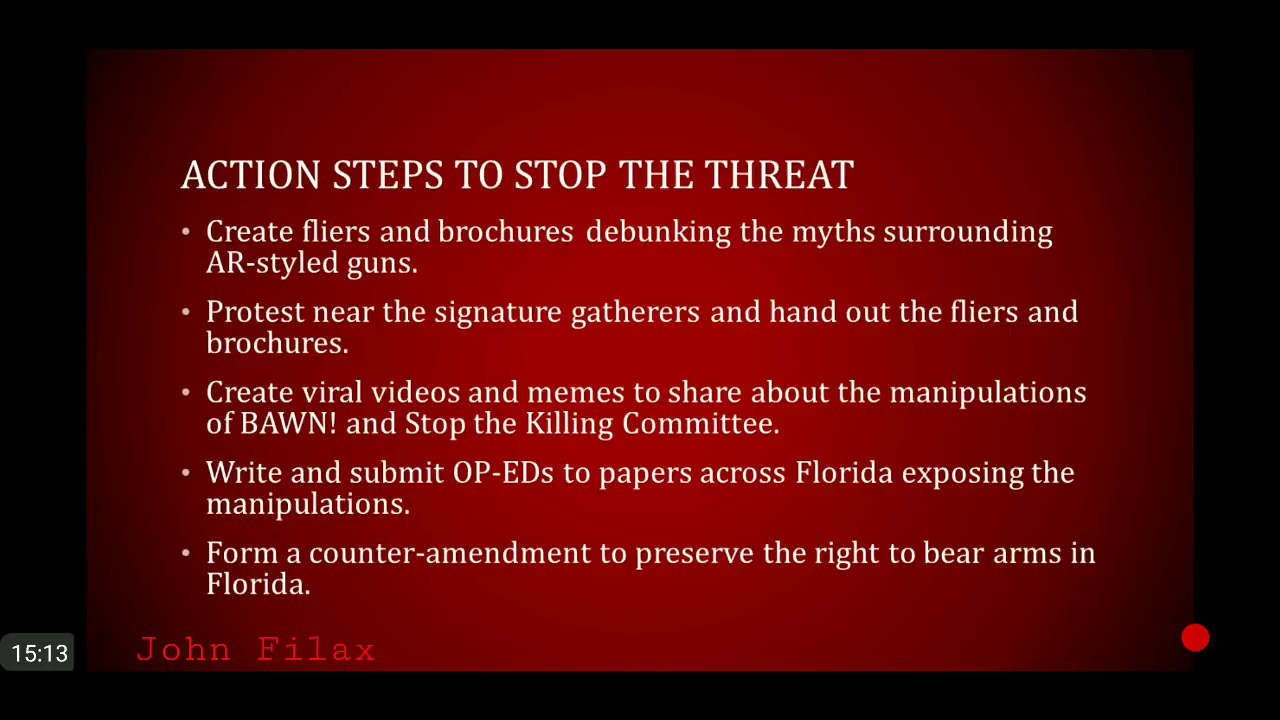 ACTION STEPS TO STOP THE THREAT
• Create fliers and brochures debunking the myths surrounding
AR-styled guns.
• Protest near the signature gatherers and hand out the fliers and
brochures.
• Create viral videos and memes to share about the manipulations
of BAWN! and Stop the Killing Committee.
• Write and submit OP-EDs to papers across Florida exposing the
manipulations.
• Form a counter-amendment to preserve the right to bear arms in
Florida.
John Filax
15:13